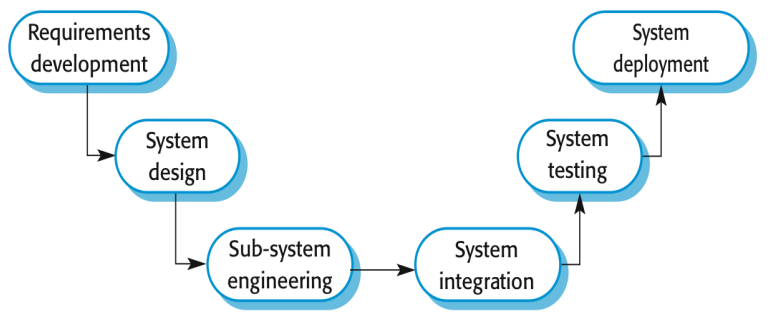 Requirements
development
System
design
Sub-system
engineering
System
integration
System
testing
System
deployment